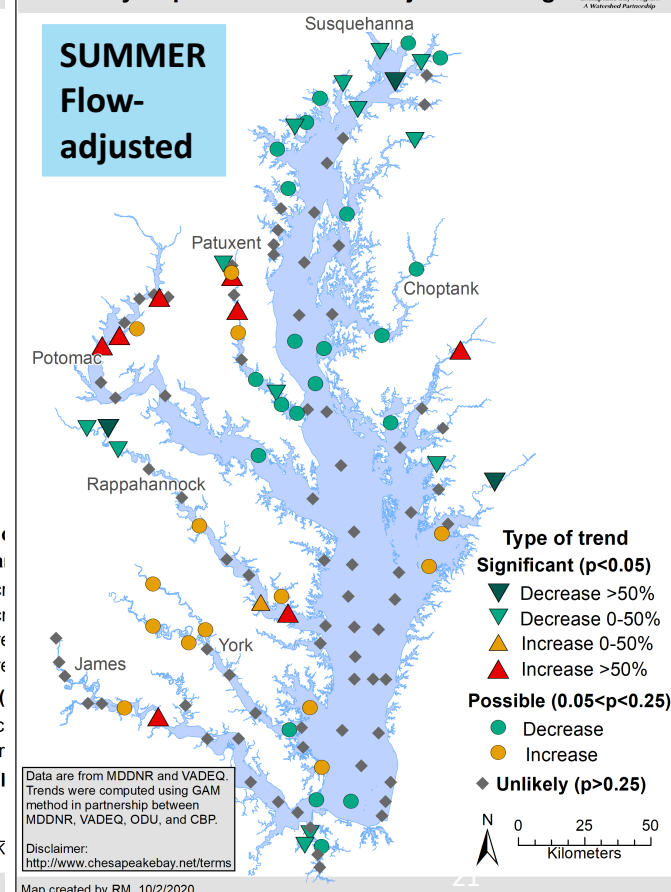 A Watershed Partnership
Susquehanna
SUMMER
Flow-
adjusted
Patuxent
Choptank
Potomac
Rappahannock
York
James
Type of trend
Significant (p<0.05)
Decrease >50%
Decrease 0-50%
Increase 0-50%
Increase >50%
Possible (0.05<p<0.25)
Decrease
Increase
Unlikely (p>0.25)
Data are from MDDNR and VADEQ.
Trends were computed using GAM
method in partnership between
MDDNR, VADEQ, ODU, and CBP.
Disclaimer:
http://www.chesapeakebay.net/terms
N
0 25 50
Kilometers
21
Map created by RM, 10/2/2020